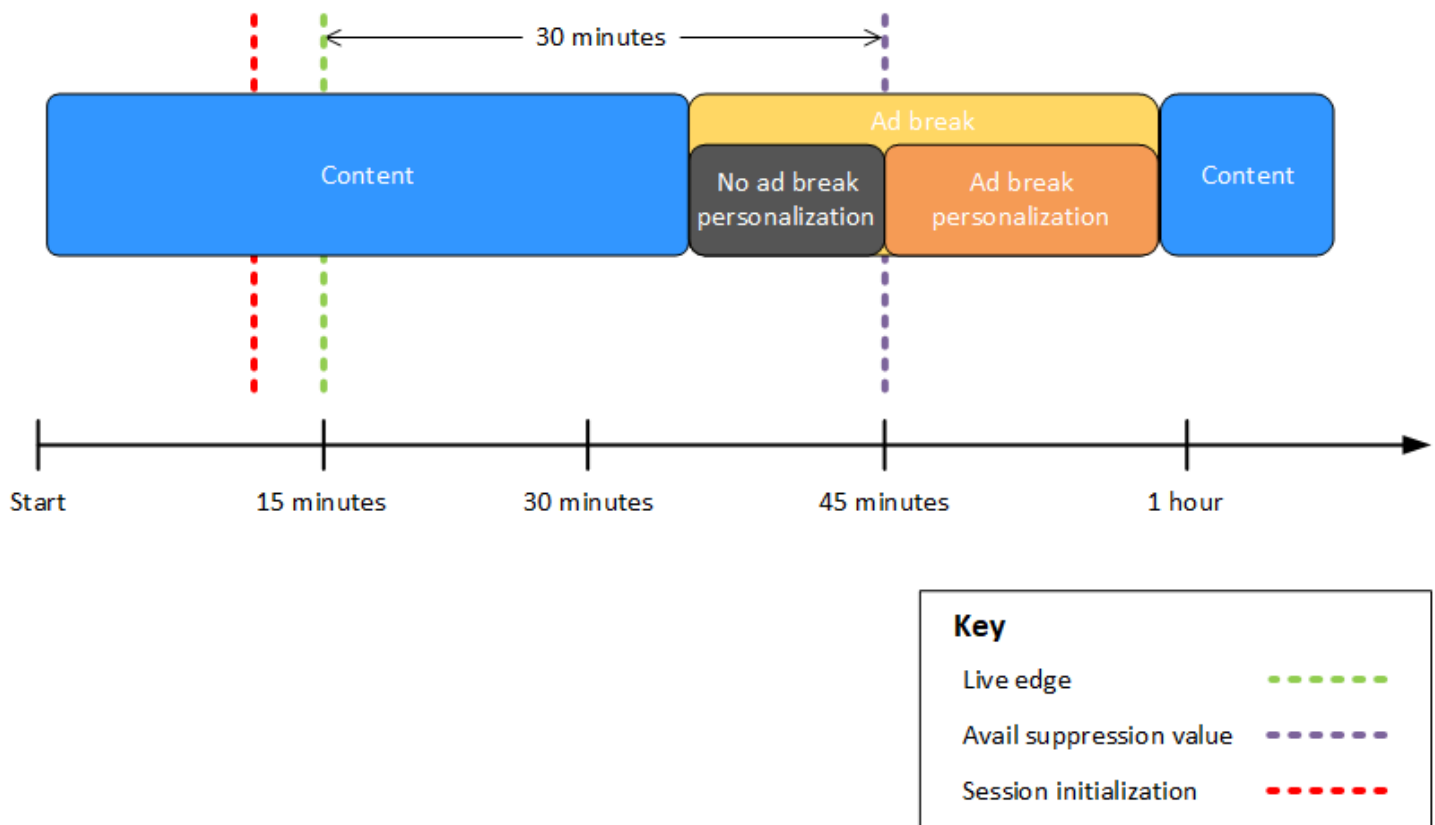 30 minutes
Ad break
Content
No ad break
personalization
Ad break
personalization
Content
Start
15 minutes
30 minutes
45 minutes
1 hour
Key
Live edge
Avail suppression value
Session initialization